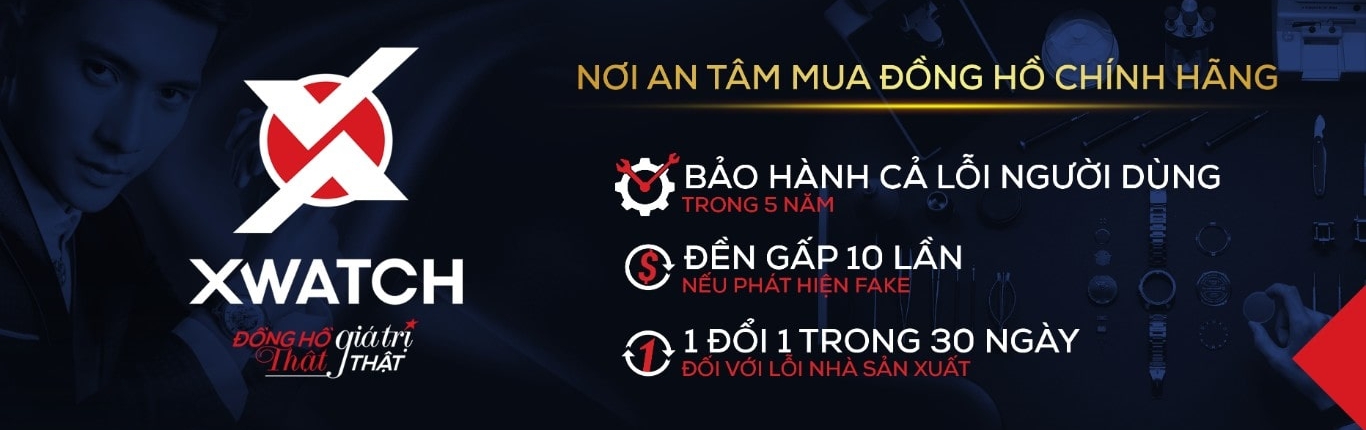 XWATCH
ĐỒNG HỒ giá trị
Thật THẬT
NƠI AN TÂM MUA ĐỒNG HỒ CHÍNH HÃNG
BẢO HÀNH CẢ LỖI NGƯỜI DÙNG
TRONG 5 NĂM
$ ĐỀN GẤP 10 LẦN
NẾU PHÁT HIỆN FAKE
1 1 ĐỔI 1 TRONG 30 NGÀY
ĐỐI VỚI LỖI NHÀ SẢN XUẤT